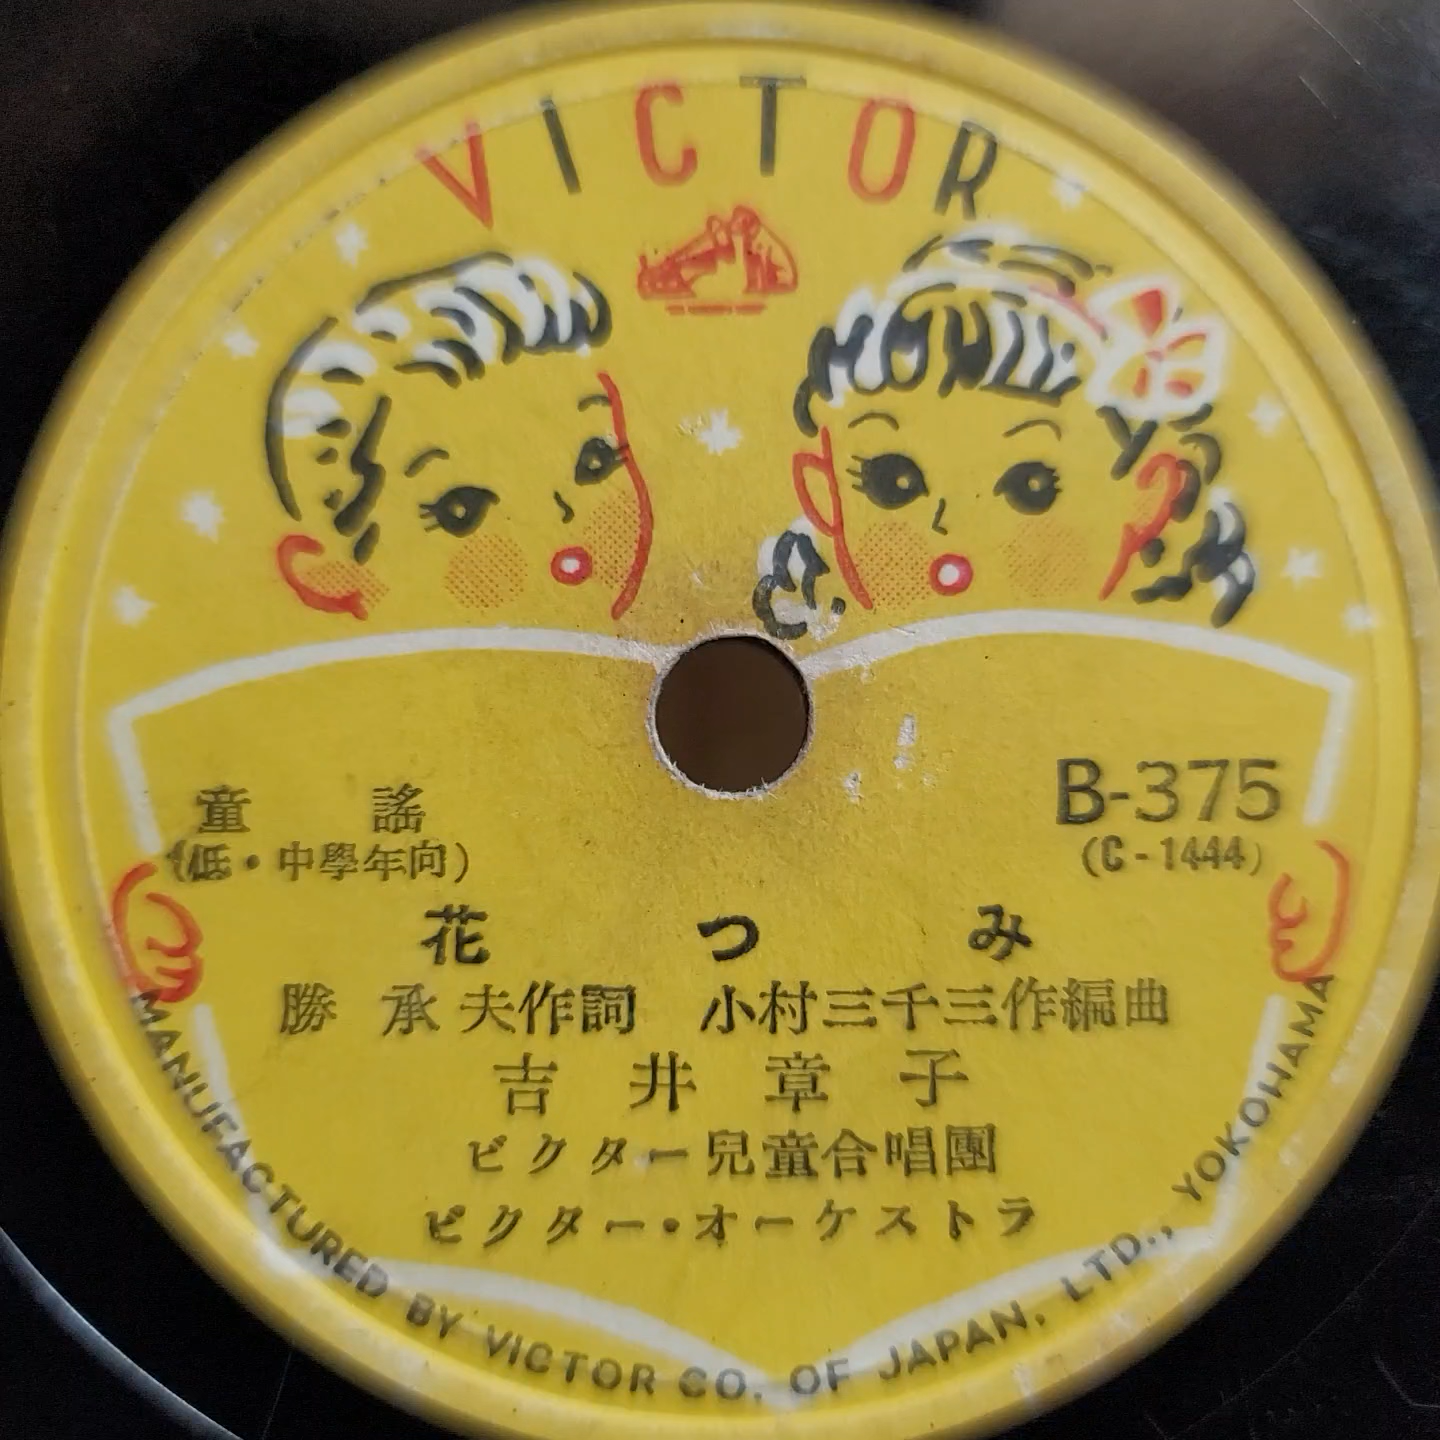 VICTOR
童謠
(低・中學年向)
B-375
(C-1444)
花つみ
勝承夫作詞 小村三千三作編曲
吉井章子
ビクター兒童合唱團
ビクター・オーケストラ
MANUFACTURED BY VICTOR CO. OF JAPAN, LTD., YOKOHAMA